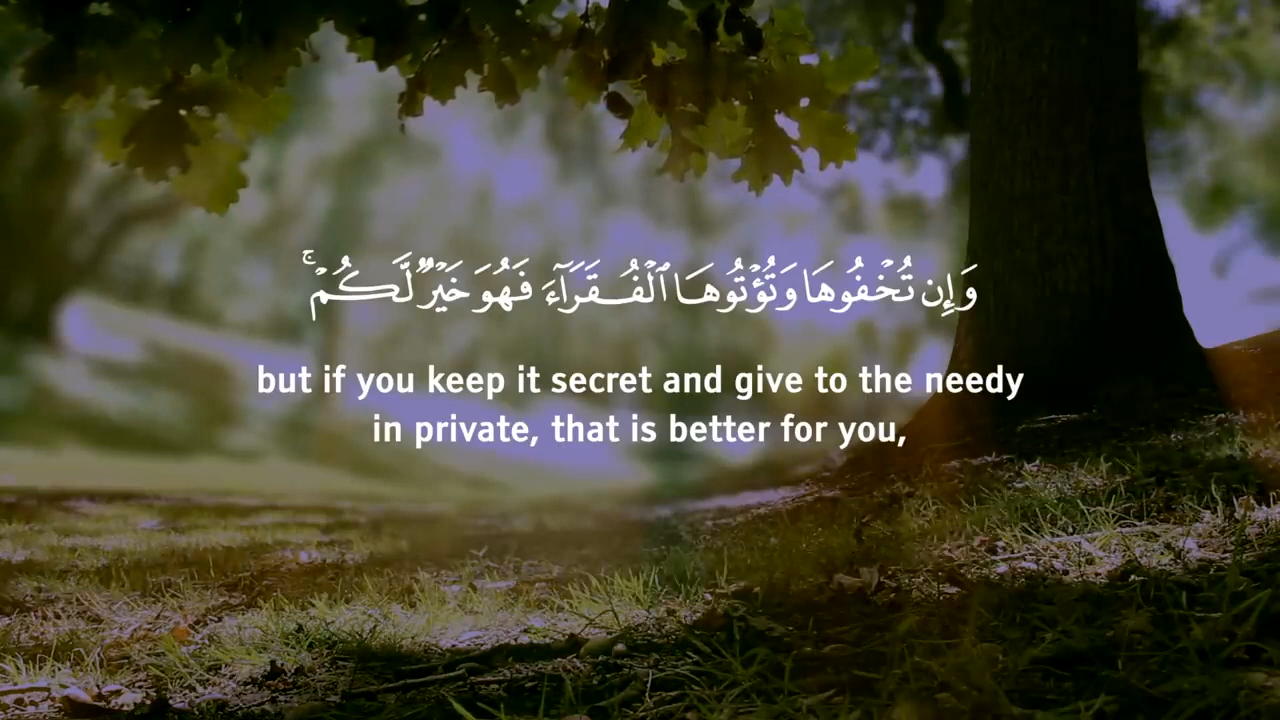 وَإِن تُخْفُوهَا وَتُؤْتُوهَا ٱلْفُقَرَآءَ فَهُوَ خَيْرٌ لَّكُمْ ۚ
but if you keep it secret and give to the needy
in private, that is better for you,